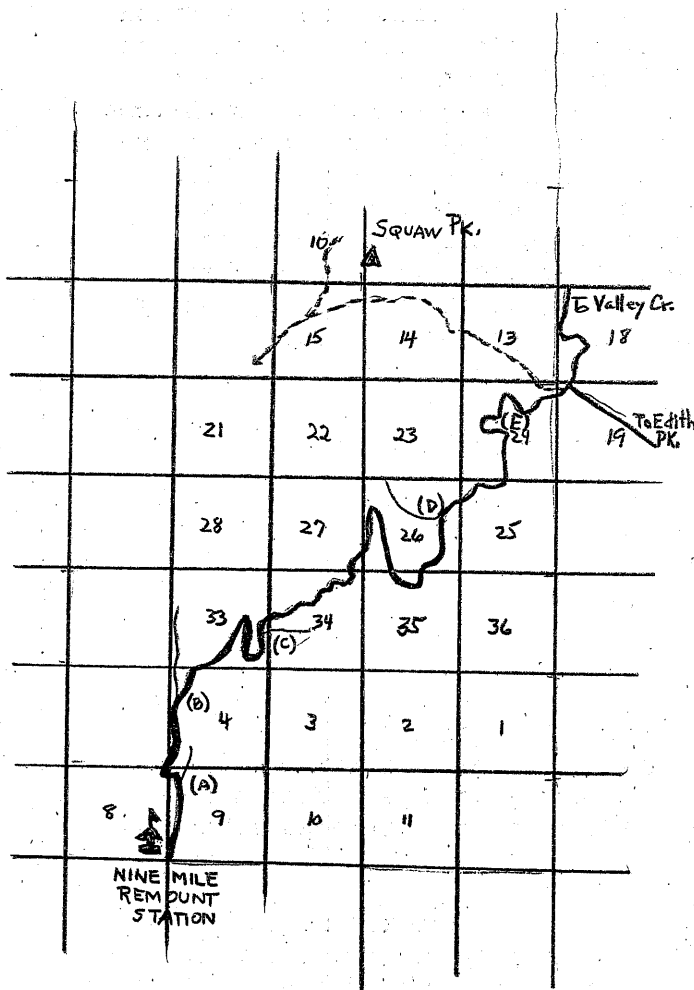 SQUAW PK.
10
To Valley Cr.
15
14
13
18
21
22
23
(E)
24
19
To Edith
PK.
28
27
(D)
26
25
33
34
35
36
(C)
(B)
4
3
2
1
(A)
8
9
10
11
NINE MILE
REMOUNT
STATION